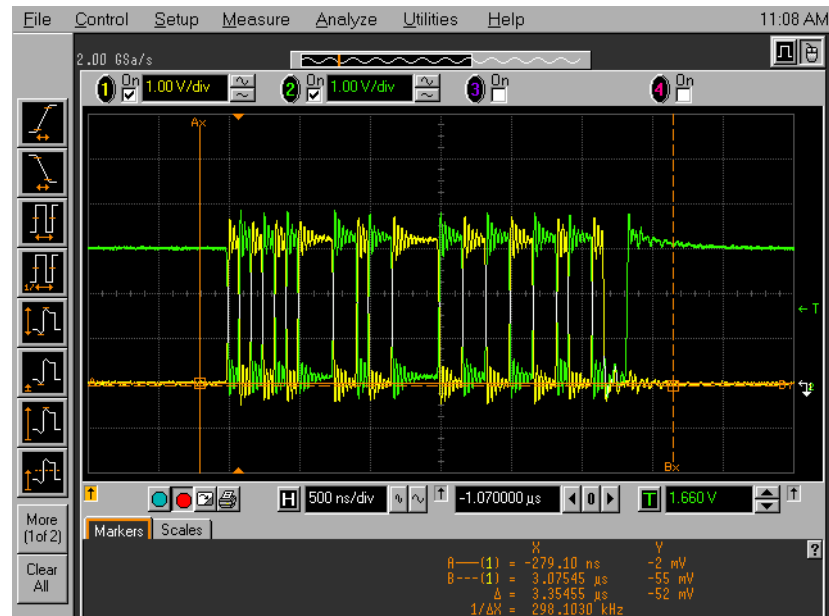 File Control Setup Measure Analyze Utilities Help 11:08 AM
2.00 GSa/s
1 On 1.00 V/div 2 On 1.00 V/div 3 On 4 On
Ax
T
Bx
H 500 ns/div -1.070000 µs 0 T 1.660 V
More
(1of 2)
Clear
All
Markers Scales
?
X Y
A——(1) = -279.10 ns -2 mV
B---(1) = 3.07545 µs -55 mV
Δ = 3.35455 µs -52 mV
1/ΔX = 298.1030 kHz